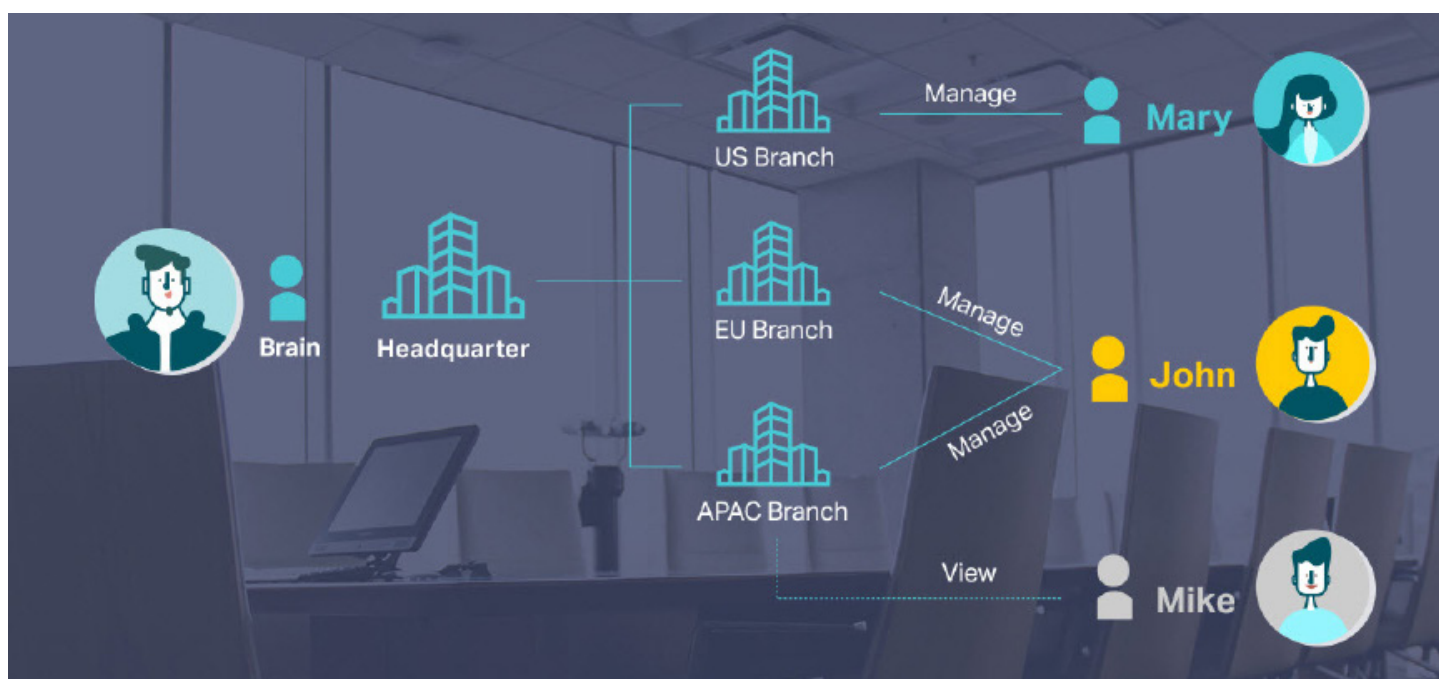 Manage
Mary
US Branch
Manage
EU Branch
Brain
Headquarter
John
Manage
APAC Branch
View
Mike